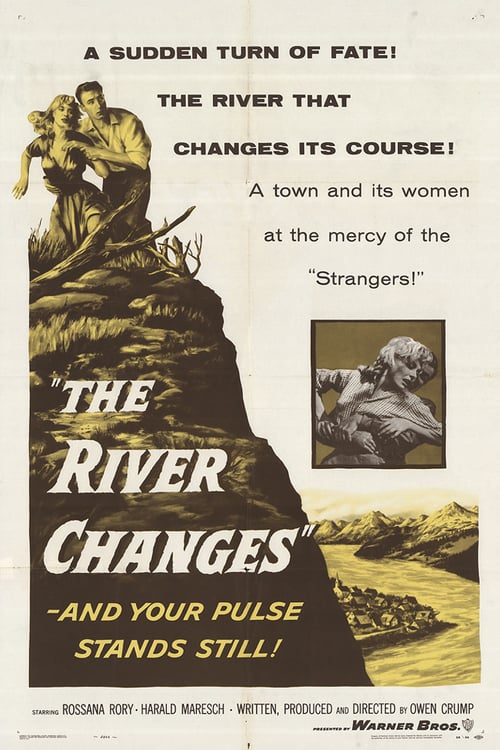 A SUDDEN TURN OF FATE!
THE RIVER THAT
CHANGES ITS COURSE!
A town and its women
at the mercy of the
“Strangers!”
"THE
RIVER
CHANGES"
-AND YOUR PULSE
STANDS STILL!
STARRING ROSSANA RORY · HARALD MARESCH · WRITTEN, PRODUCED AND DIRECTED BY OWEN CRUMP
PRESENTED BY WARNER BROS.